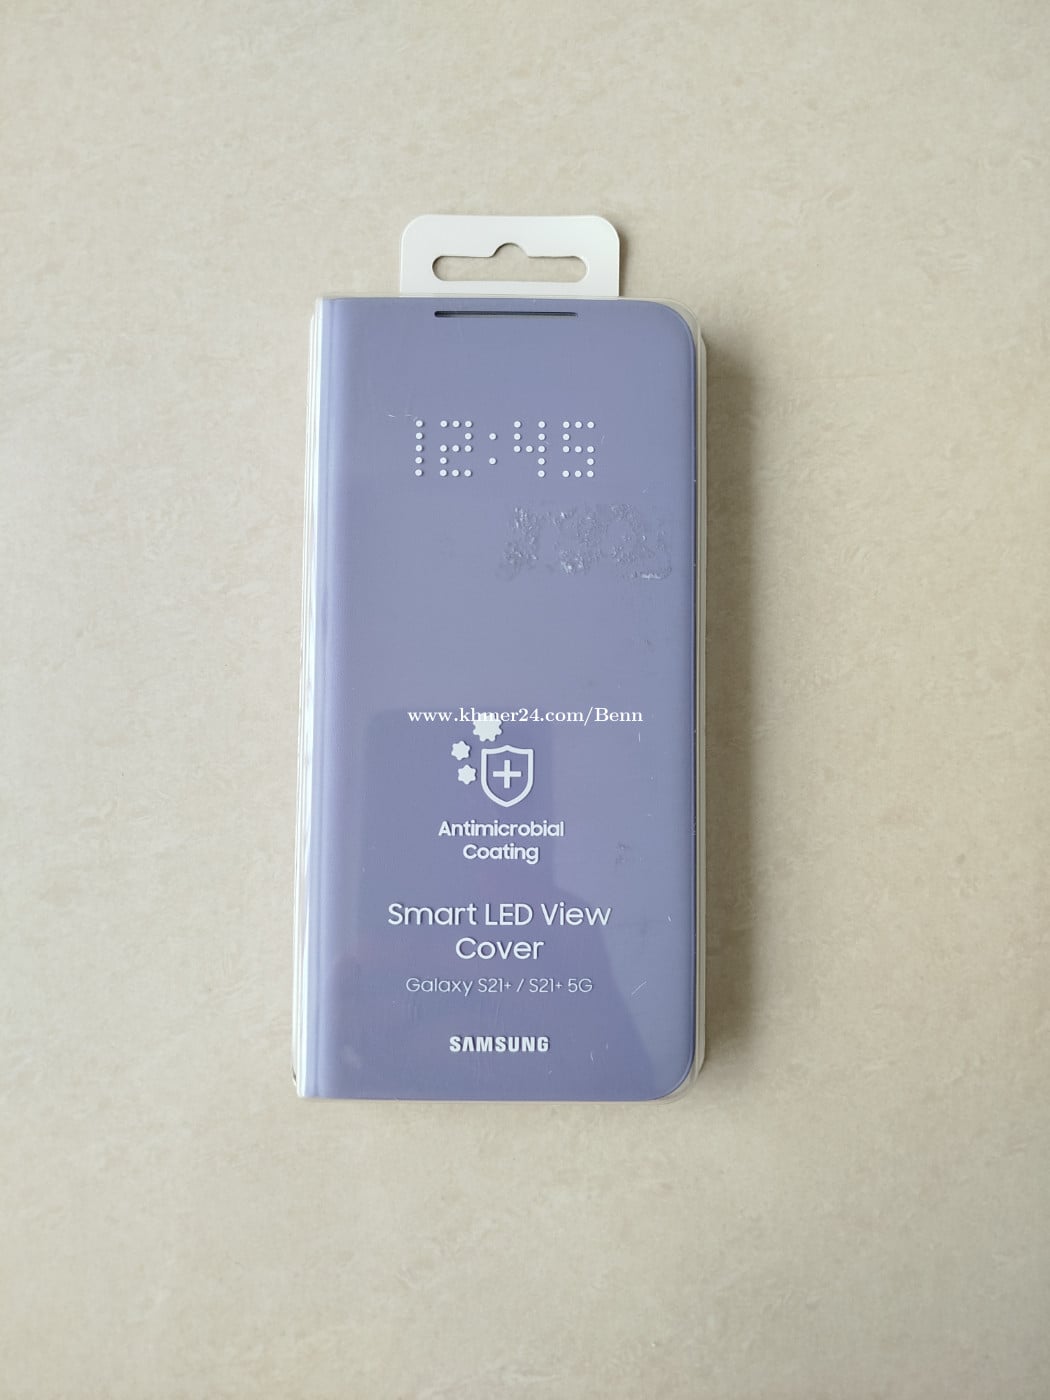 12:45
www.khmer24.com/Benn
Antimicrobial
Coating
Smart LED View
Cover
Galaxy S21+ / S21+ 5G
SAMSUNG